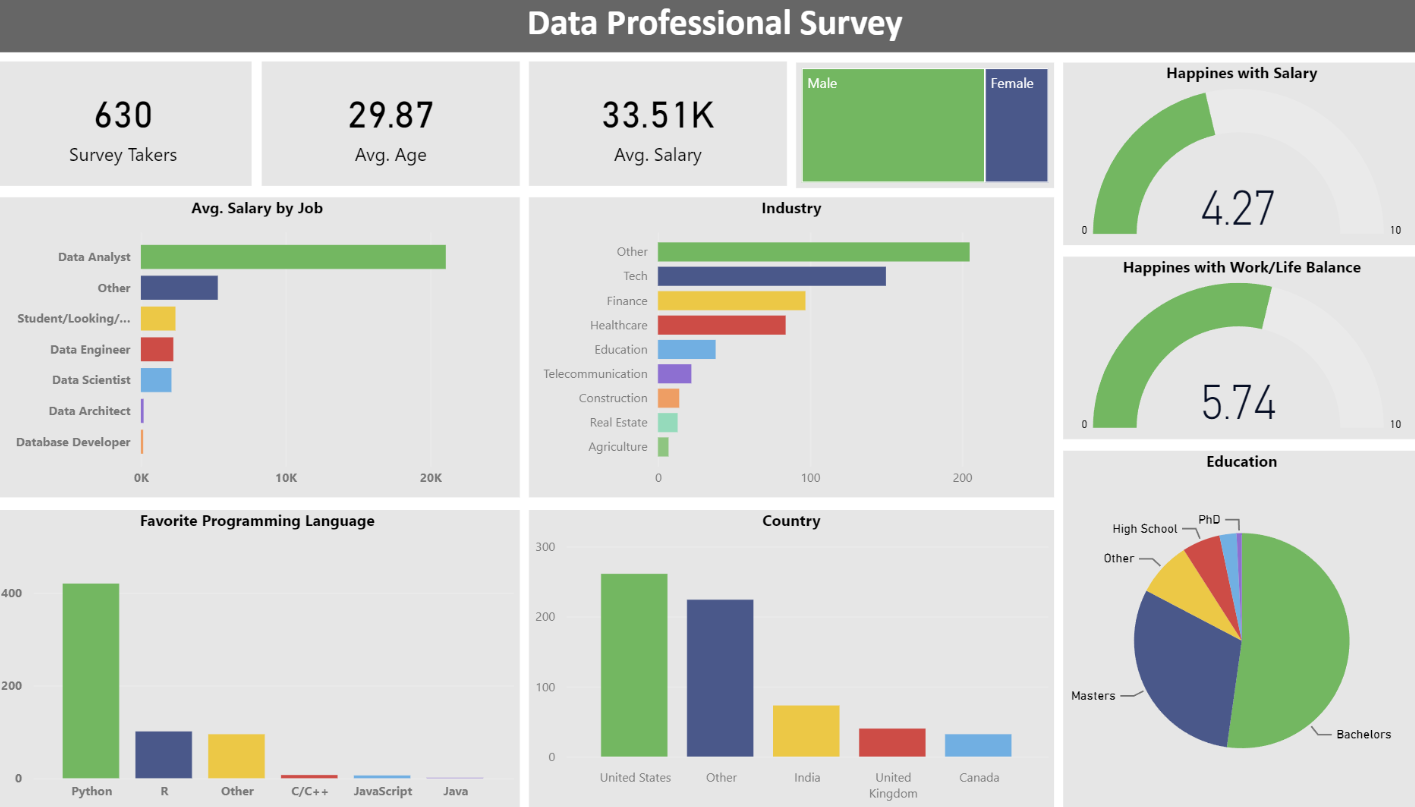 Data Professional Survey
630
Survey Takers
29.87
Avg. Age
33.51K
Avg. Salary
Male
Female
Happines with Salary
4.27
0
10
Avg. Salary by Job
Data Analyst
Other
Student/Looking/...
Data Engineer
Data Scientist
Data Architect
Database Developer
0K
10K
20K
Industry
Other
Tech
Finance
Healthcare
Education
Telecommunication
Construction
Real Estate
Agriculture
0
100
200
Happines with Work/Life Balance
5.74
0
10
Favorite Programming Language
400
200
0
Python
R
Other
C/C++
JavaScript
Java
Country
300
200
100
0
United States
Other
India
United
Kingdom
Canada
Education
PhD
High School
Other
Masters
Bachelors